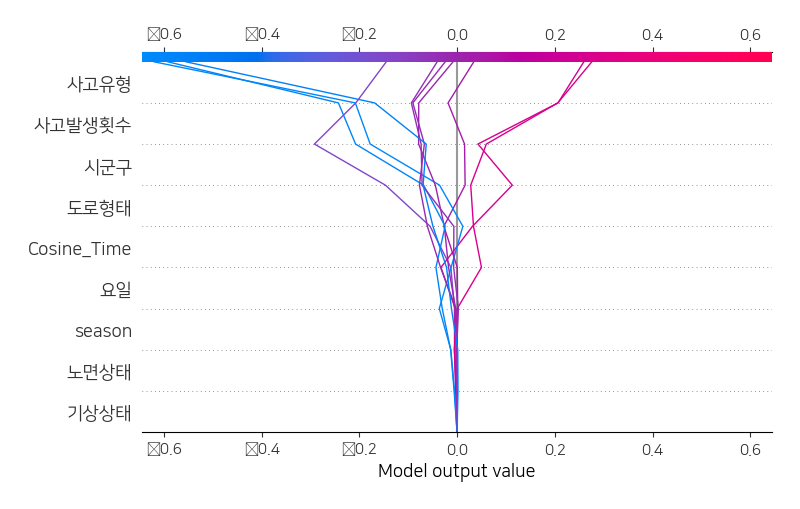 ☒0.6 ☒0.4 ☒0.2 0.0 0.2 0.4 0.6
사고유형
사고발생횟수
시군구
도로형태
Cosine_Time
요일
season
노면상태
기상상태
☒0.6 ☒0.4 ☒0.2 0.0 0.2 0.4 0.6
Model output value